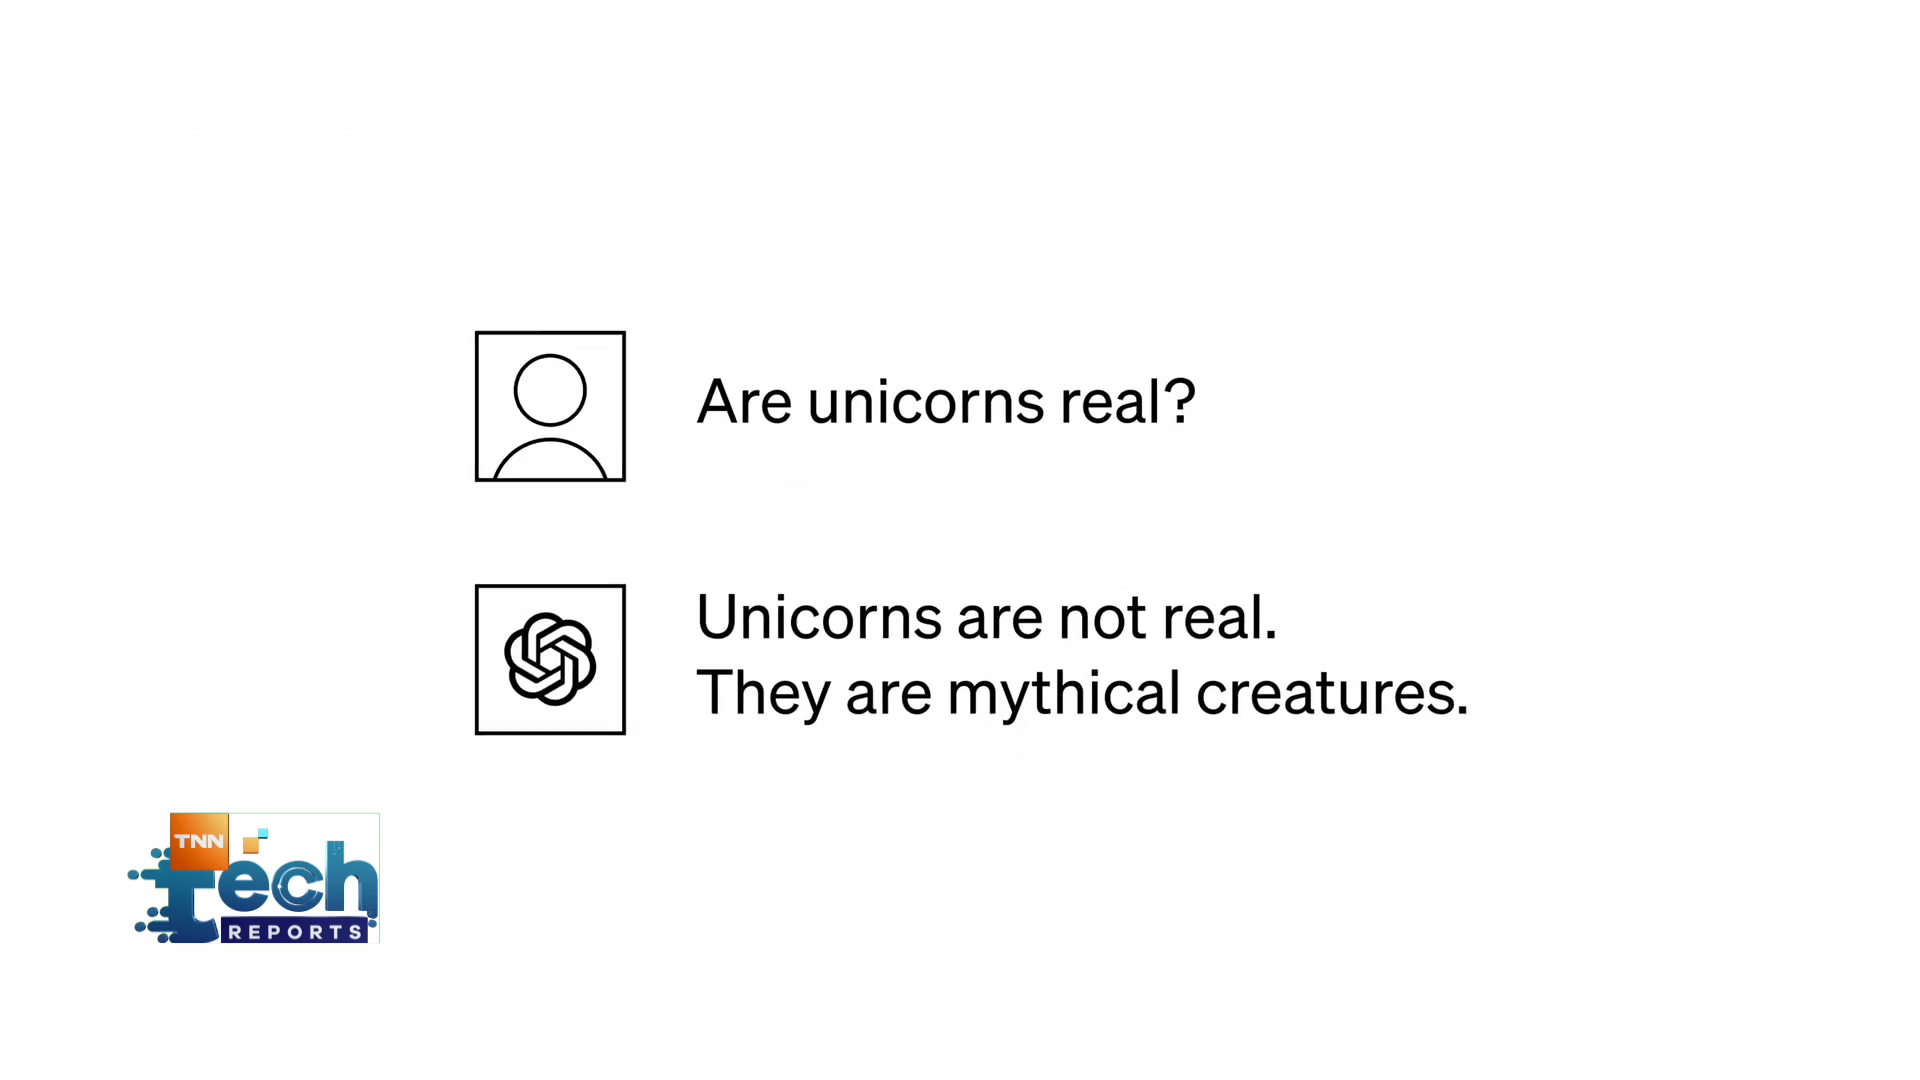 Are unicorns real?
Unicorns are not real.
They are mythical creatures.
TNN
Tech
REPORTS